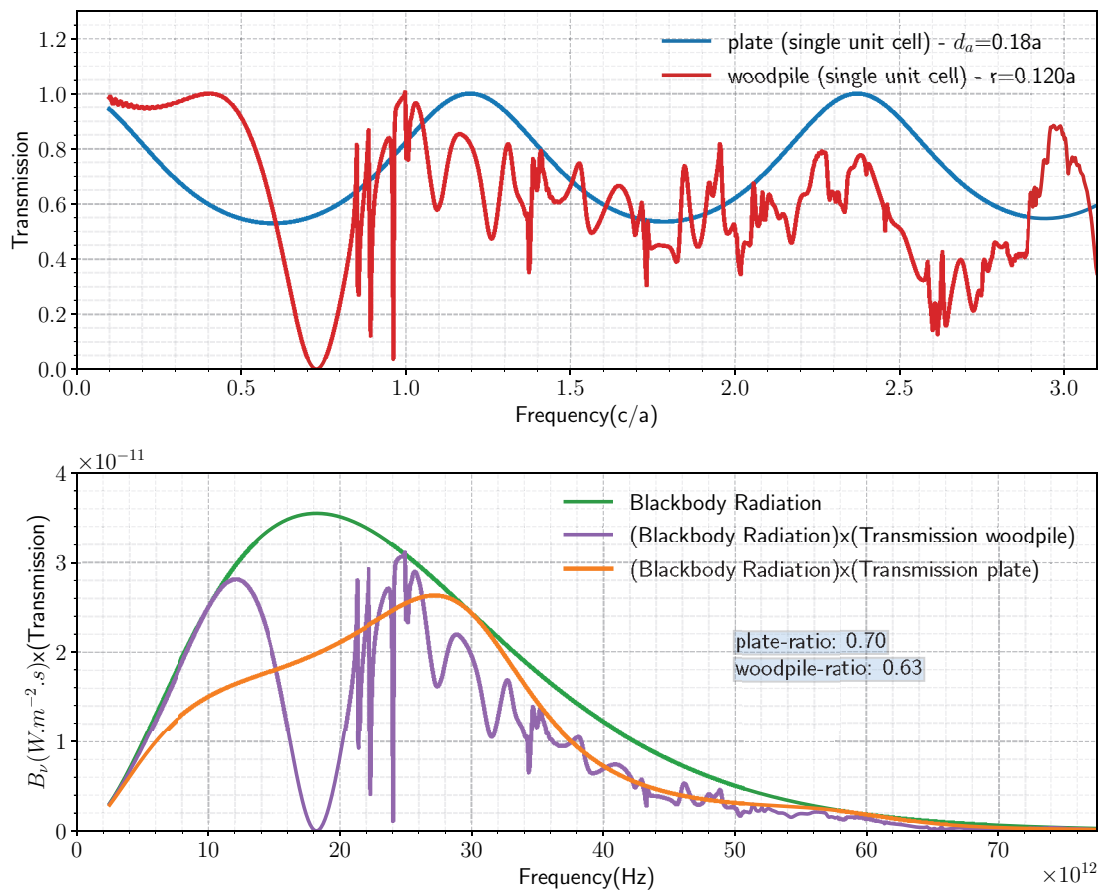 plate (single unit cell) - $d_a$=0.18a
woodpile (single unit cell) - r=0.120a
Transmission
1.2
1.0
0.8
0.6
0.4
0.2
0.0
0.0 0.5 1.0 1.5 2.0 2.5 3.0
Frequency(c/a)
×10⁻¹¹
Blackbody Radiation
(Blackbody Radiation)x(Transmission woodpile)
(Blackbody Radiation)x(Transmission plate)
plate-ratio: 0.70
woodpile-ratio: 0.63
$B_\nu(W.m^{-2}.s)$x(Transmission)
4
3
2
1
0
0 10 20 30 40 50 60 70
Frequency(Hz)
×10¹²